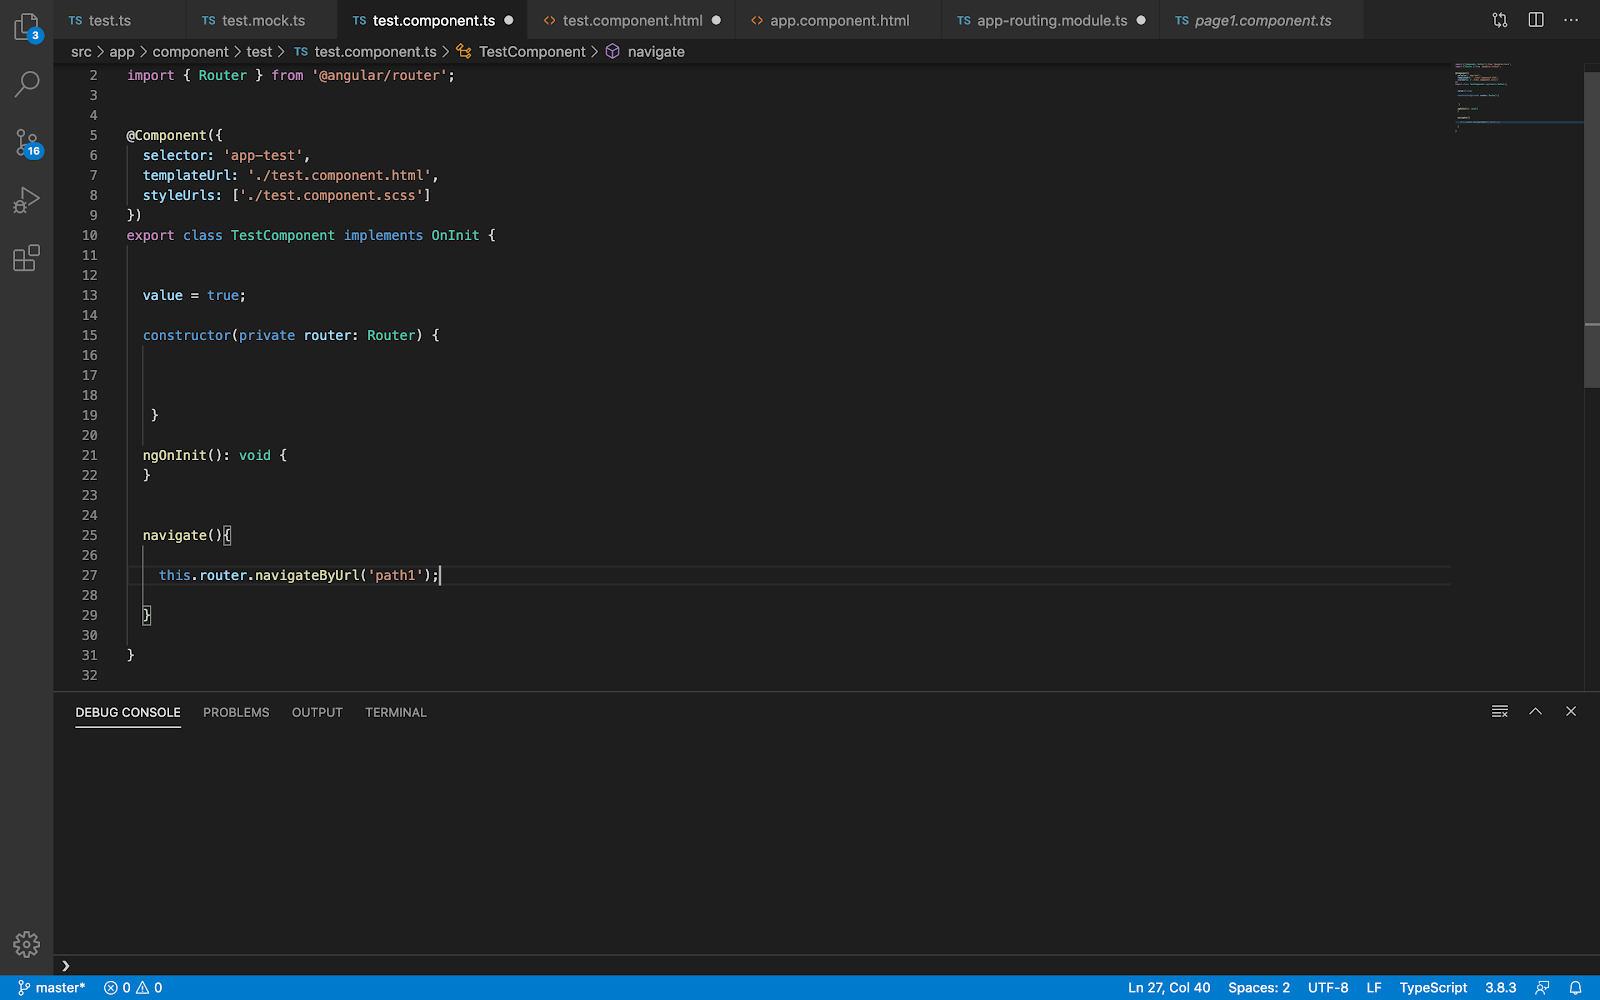 TS test.ts TS test.mock.ts TS test.component.ts <> test.component.html <> app.component.html TS app-routing.module.ts TS page1.component.ts
src > app > component > test > TS test.component.ts > TestComponent > navigate
3
16
2 import { Router } from '@angular/router';
3
4
5 @Component({
6 selector: 'app-test',
7 templateUrl: './test.component.html',
8 styleUrls: ['./test.component.scss']
9 })
10 export class TestComponent implements OnInit {
11
12
13 value = true;
14
15 constructor(private router: Router) {
16
17
18
19 }
20
21 ngOnInit(): void {
22 }
23
24
25 navigate(){
26
27 this.router.navigateByUrl('path1');
28
29 }
30
31 }
32
DEBUG CONSOLE PROBLEMS OUTPUT TERMINAL
>
master* 0 0 Ln 27, Col 40 Spaces: 2 UTF-8 LF TypeScript 3.8.3